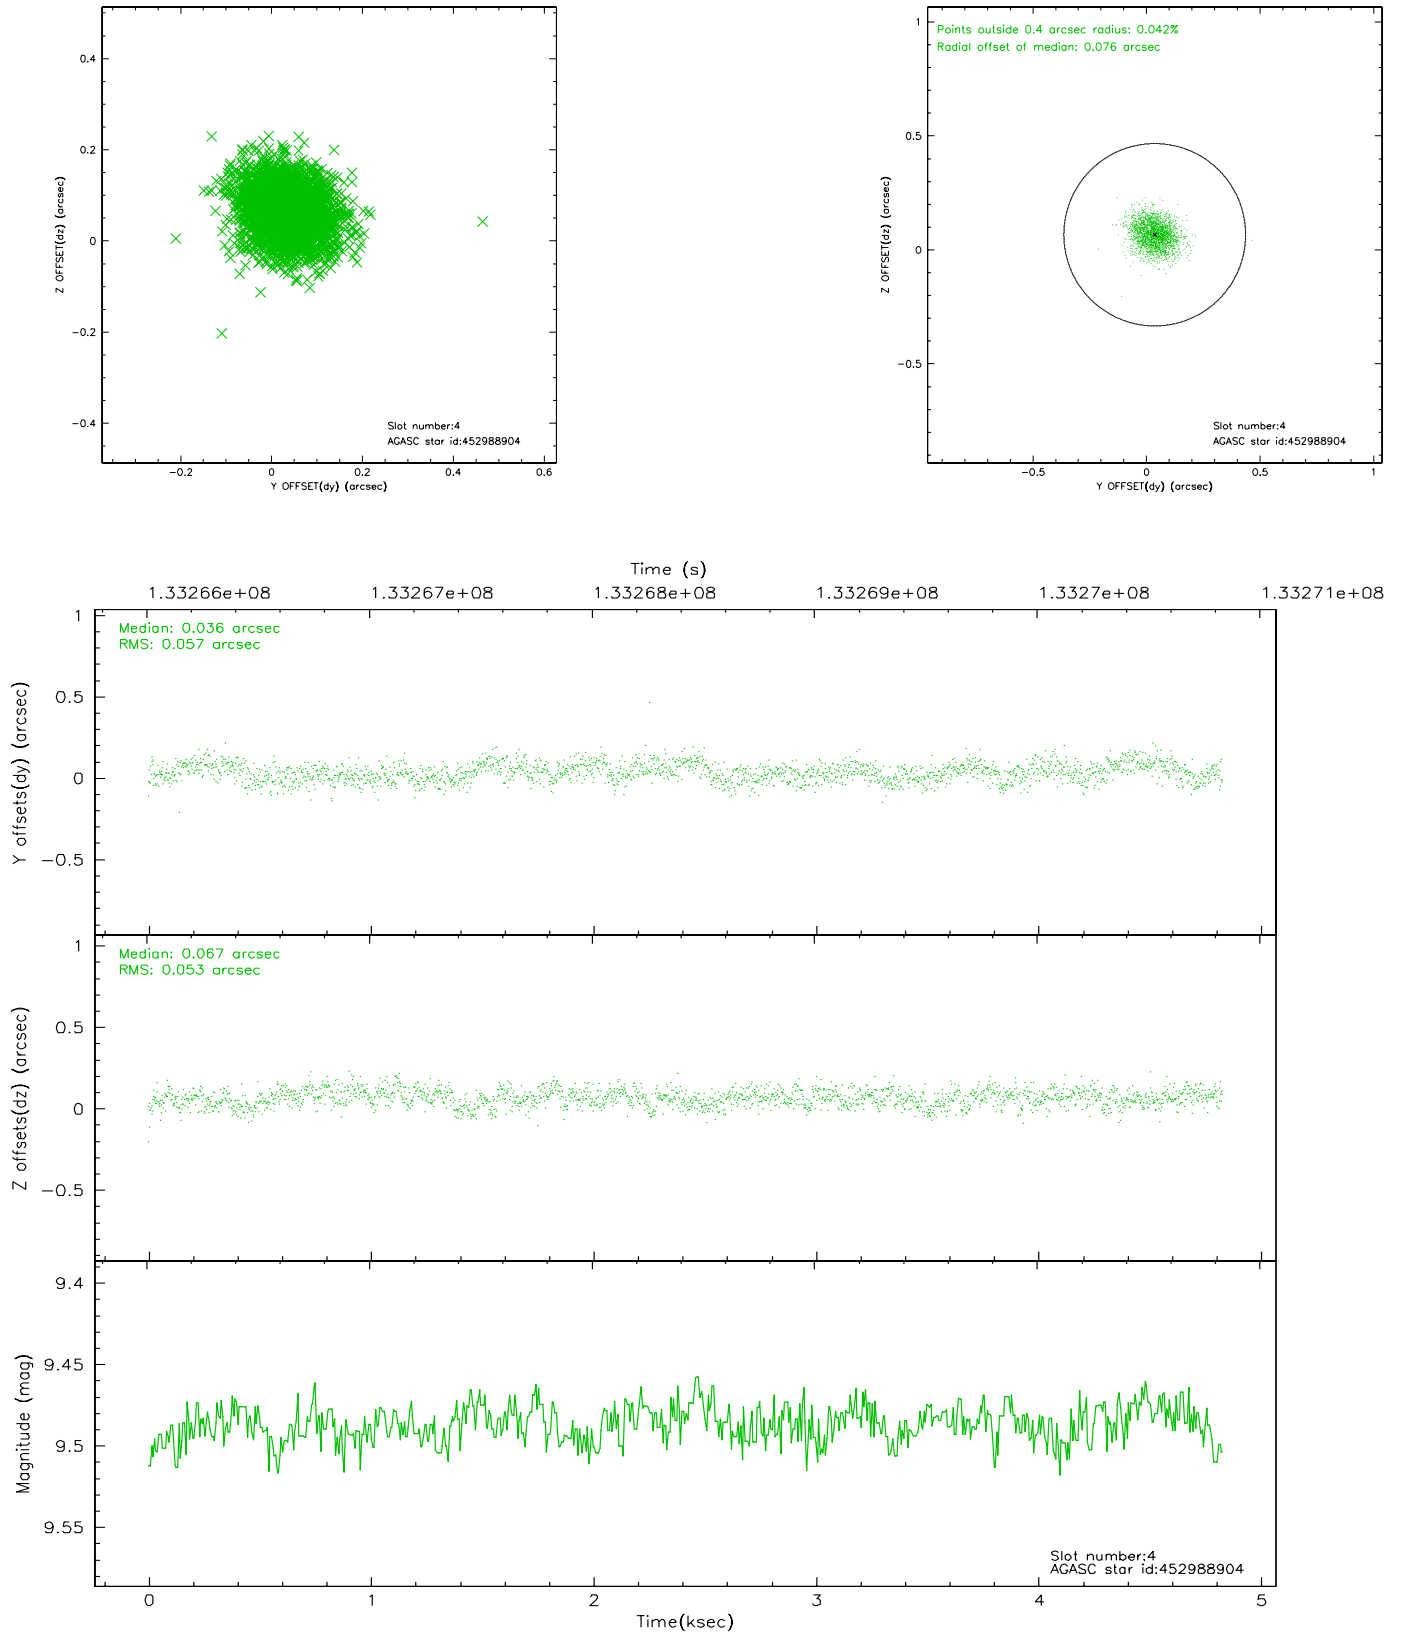 0.4
0.2
0
−0.2
−0.4
Z OFFSET(dz) (arcsec)
Slot number:4
AGASC star id:452988904
−0.2 0 0.2 0.4 0.6
Y OFFSET(dy) (arcsec)
Points outside 0.4 arcsec radius: 0.042%
Radial offset of median: 0.076 arcsec
1
0.5
0
−0.5
Z OFFSET(dz) (arcsec)
Slot number:4
AGASC star id:452988904
−0.5 0 0.5 1
Y OFFSET(dy) (arcsec)
Time (s)
1.33266e+08 1.33267e+08 1.33268e+08 1.33269e+08 1.3327e+08 1.33271e+08
Median: 0.036 arcsec
RMS: 0.057 arcsec
1
0.5
0
−0.5
Y offsets(dy) (arcsec)
Median: 0.067 arcsec
RMS: 0.053 arcsec
1
0.5
0
−0.5
Z offsets(dz) (arcsec)
9.4
9.45
9.5
9.55
Magnitude (mag)
Slot number:4
AGASC star id:452988904
0 1 2 3 4 5
Time(ksec)